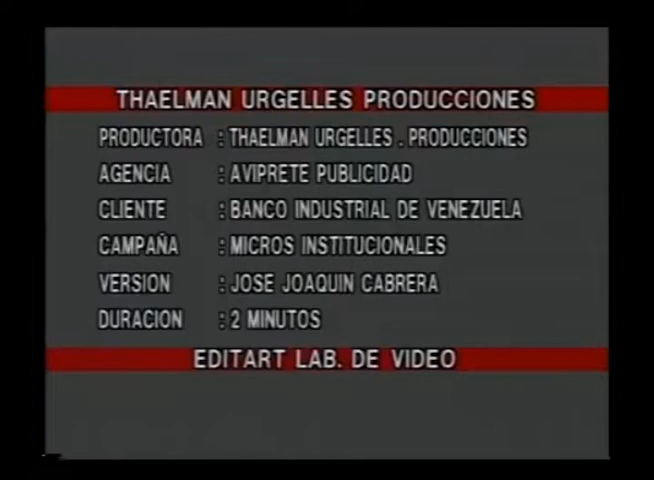 THAELMAN URGELLES PRODUCCIONES
PRODUCTORA : THAELMAN URGELLES . PRODUCCIONES
AGENCIA : AVIPRETE PUBLICIDAD
CLIENTE : BANCO INDUSTRIAL DE VENEZUELA
CAMPAÑA : MICROS INSTITUCIONALES
VERSION : JOSE JOAQUIN CABRERA
DURACION : 2 MINUTOS
EDITART LAB. DE VIDEO